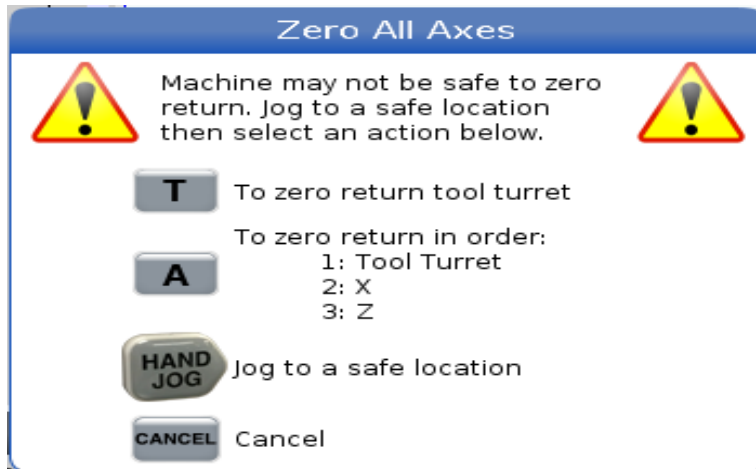 Zero All Axes
Machine may not be safe to zero
return. Jog to a safe location
then select an action below.
T To zero return tool turret
To zero return in order:
A 1: Tool Turret
2: X
3: Z
HAND
JOG Jog to a safe location
CANCEL Cancel